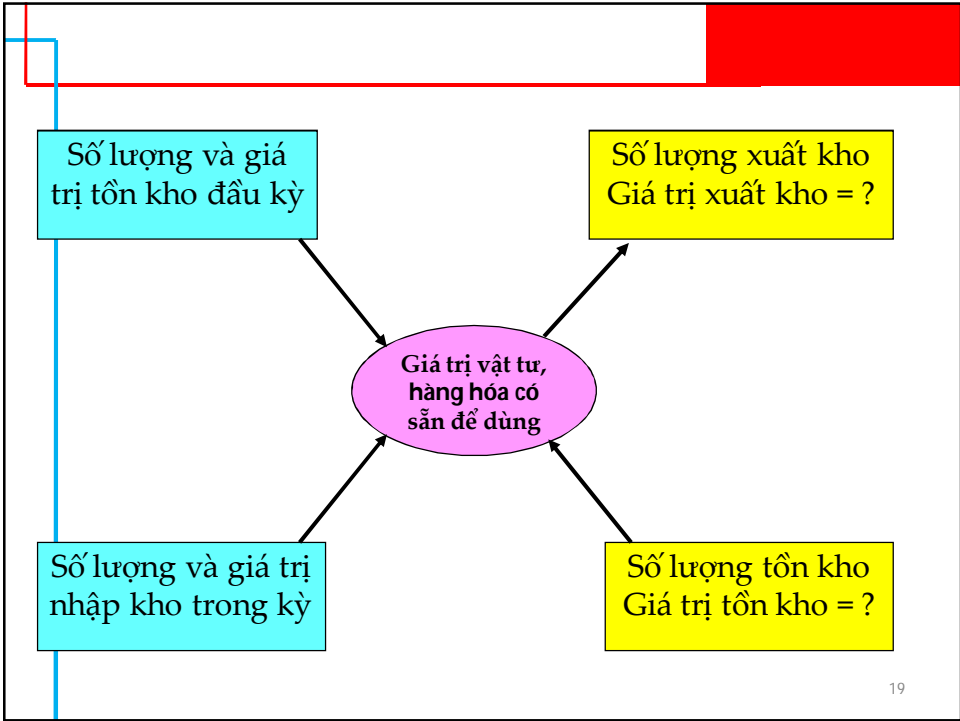 Số lượng và giá
trị tồn kho đầu kỳ
Số lượng xuất kho
Giá trị xuất kho = ?
Giá trị vật tư,
hàng hóa có
sẵn để dùng
Số lượng và giá trị
nhập kho trong kỳ
Số lượng tồn kho
Giá trị tồn kho = ?
19